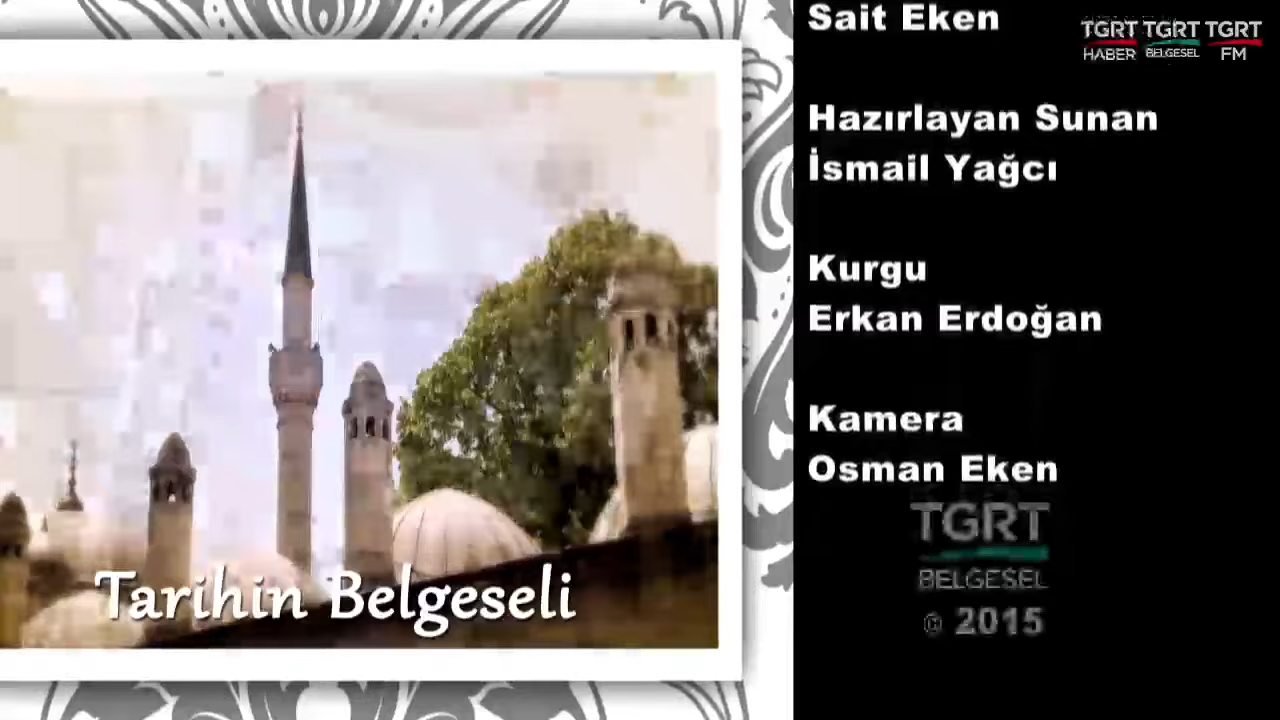 Sait Eken
TGRT TGRT TGRT
HABER BELGESEL FM
Hazırlayan Sunan
İsmail Yağcı
Kurgu
Erkan Erdoğan
Kamera
Osman Eken
TGRT
BELGESEL
© 2015
Tarihin Belgeseli